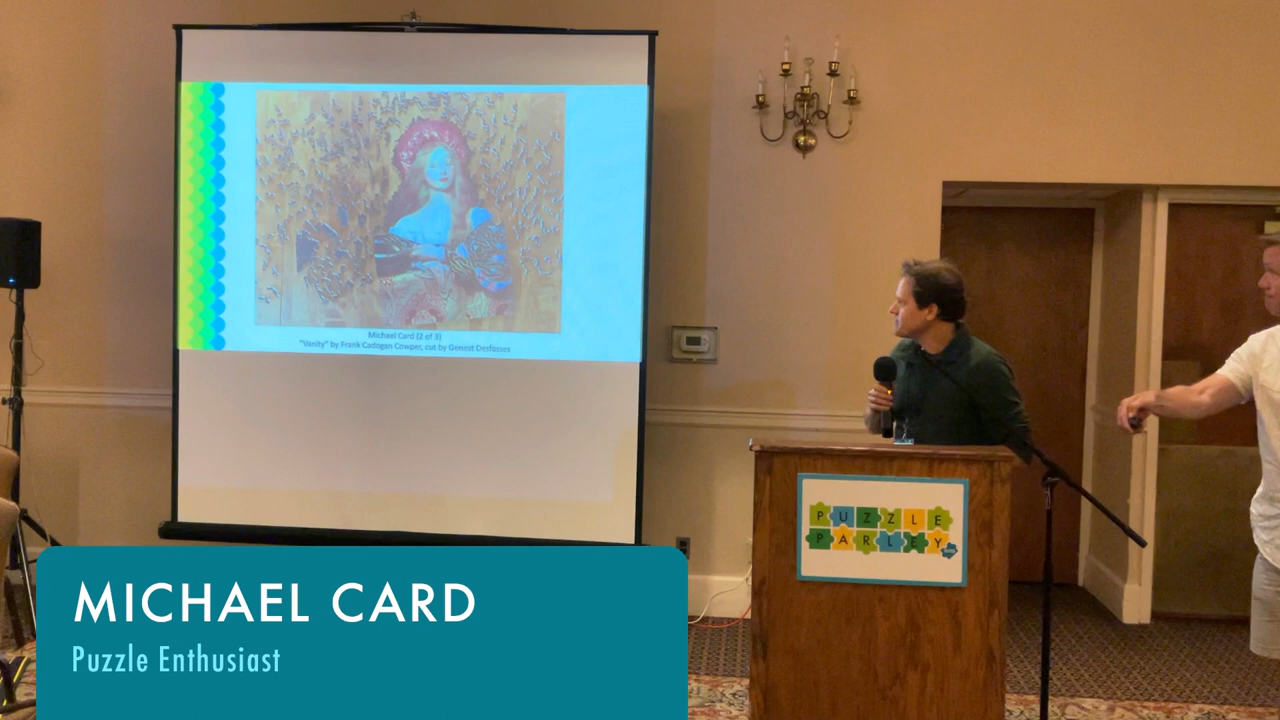 Michael Card (2 of 3)
"Vanity" by Frank Cadogan Cowper, cut by Genest Desfosses
PUZZLE
PARLEY
MICHAEL CARD
Puzzle Enthusiast